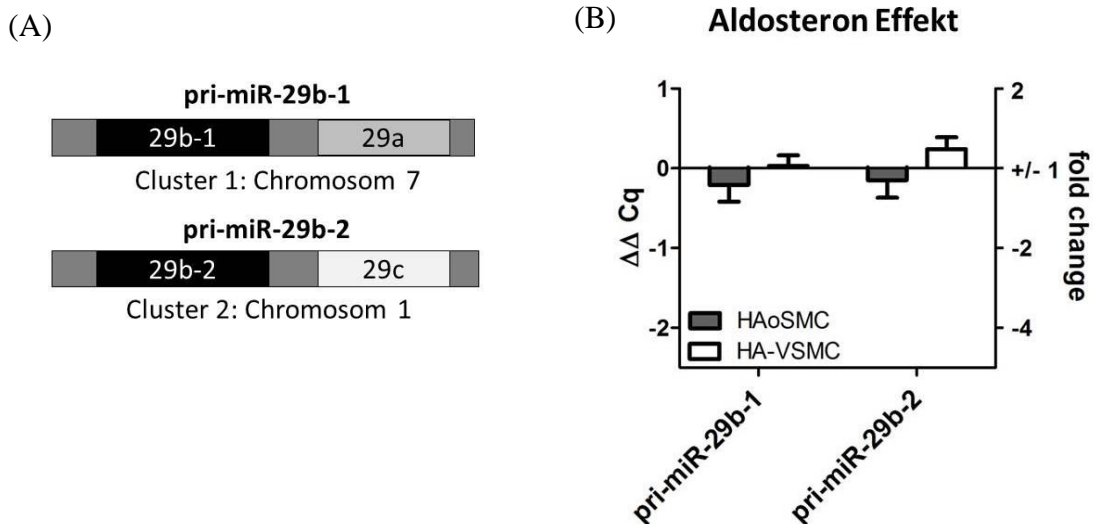 (A)
pri-miR-29b-1
29b-1 29a
Cluster 1: Chromosom 7
pri-miR-29b-2
29b-2 29c
Cluster 2: Chromosom 1
(B)
Aldosteron Effekt
1 2
0 +/- 1
-1 -2
-2 -4
ΔΔ Cq
fold change
HAoSMC
HA-VSMC
pri-miR-29b-1
pri-miR-29b-2